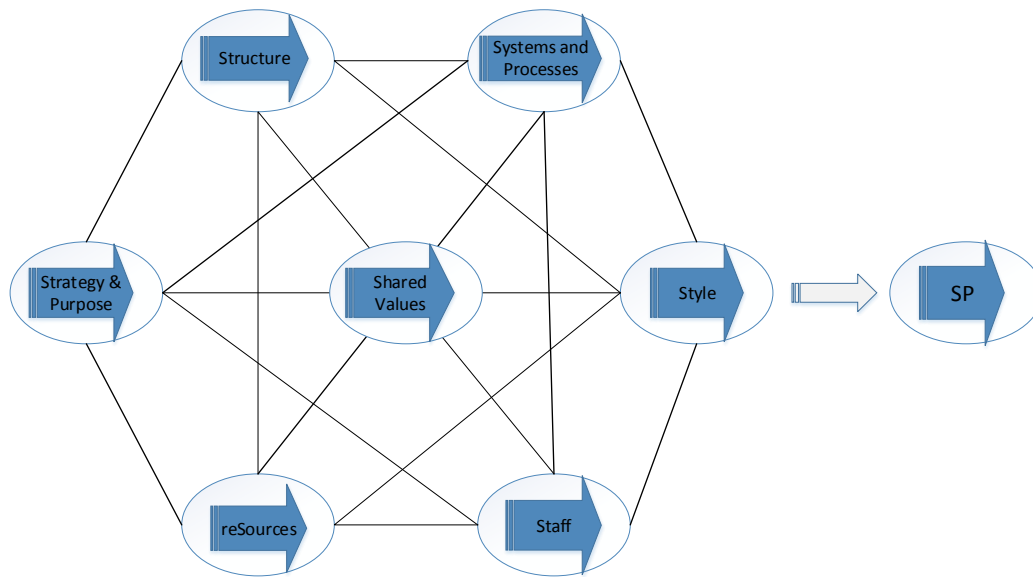 Structure
Systems and
Processes
Strategy &
Purpose
Shared
Values
Style
SP
reSources
Staff